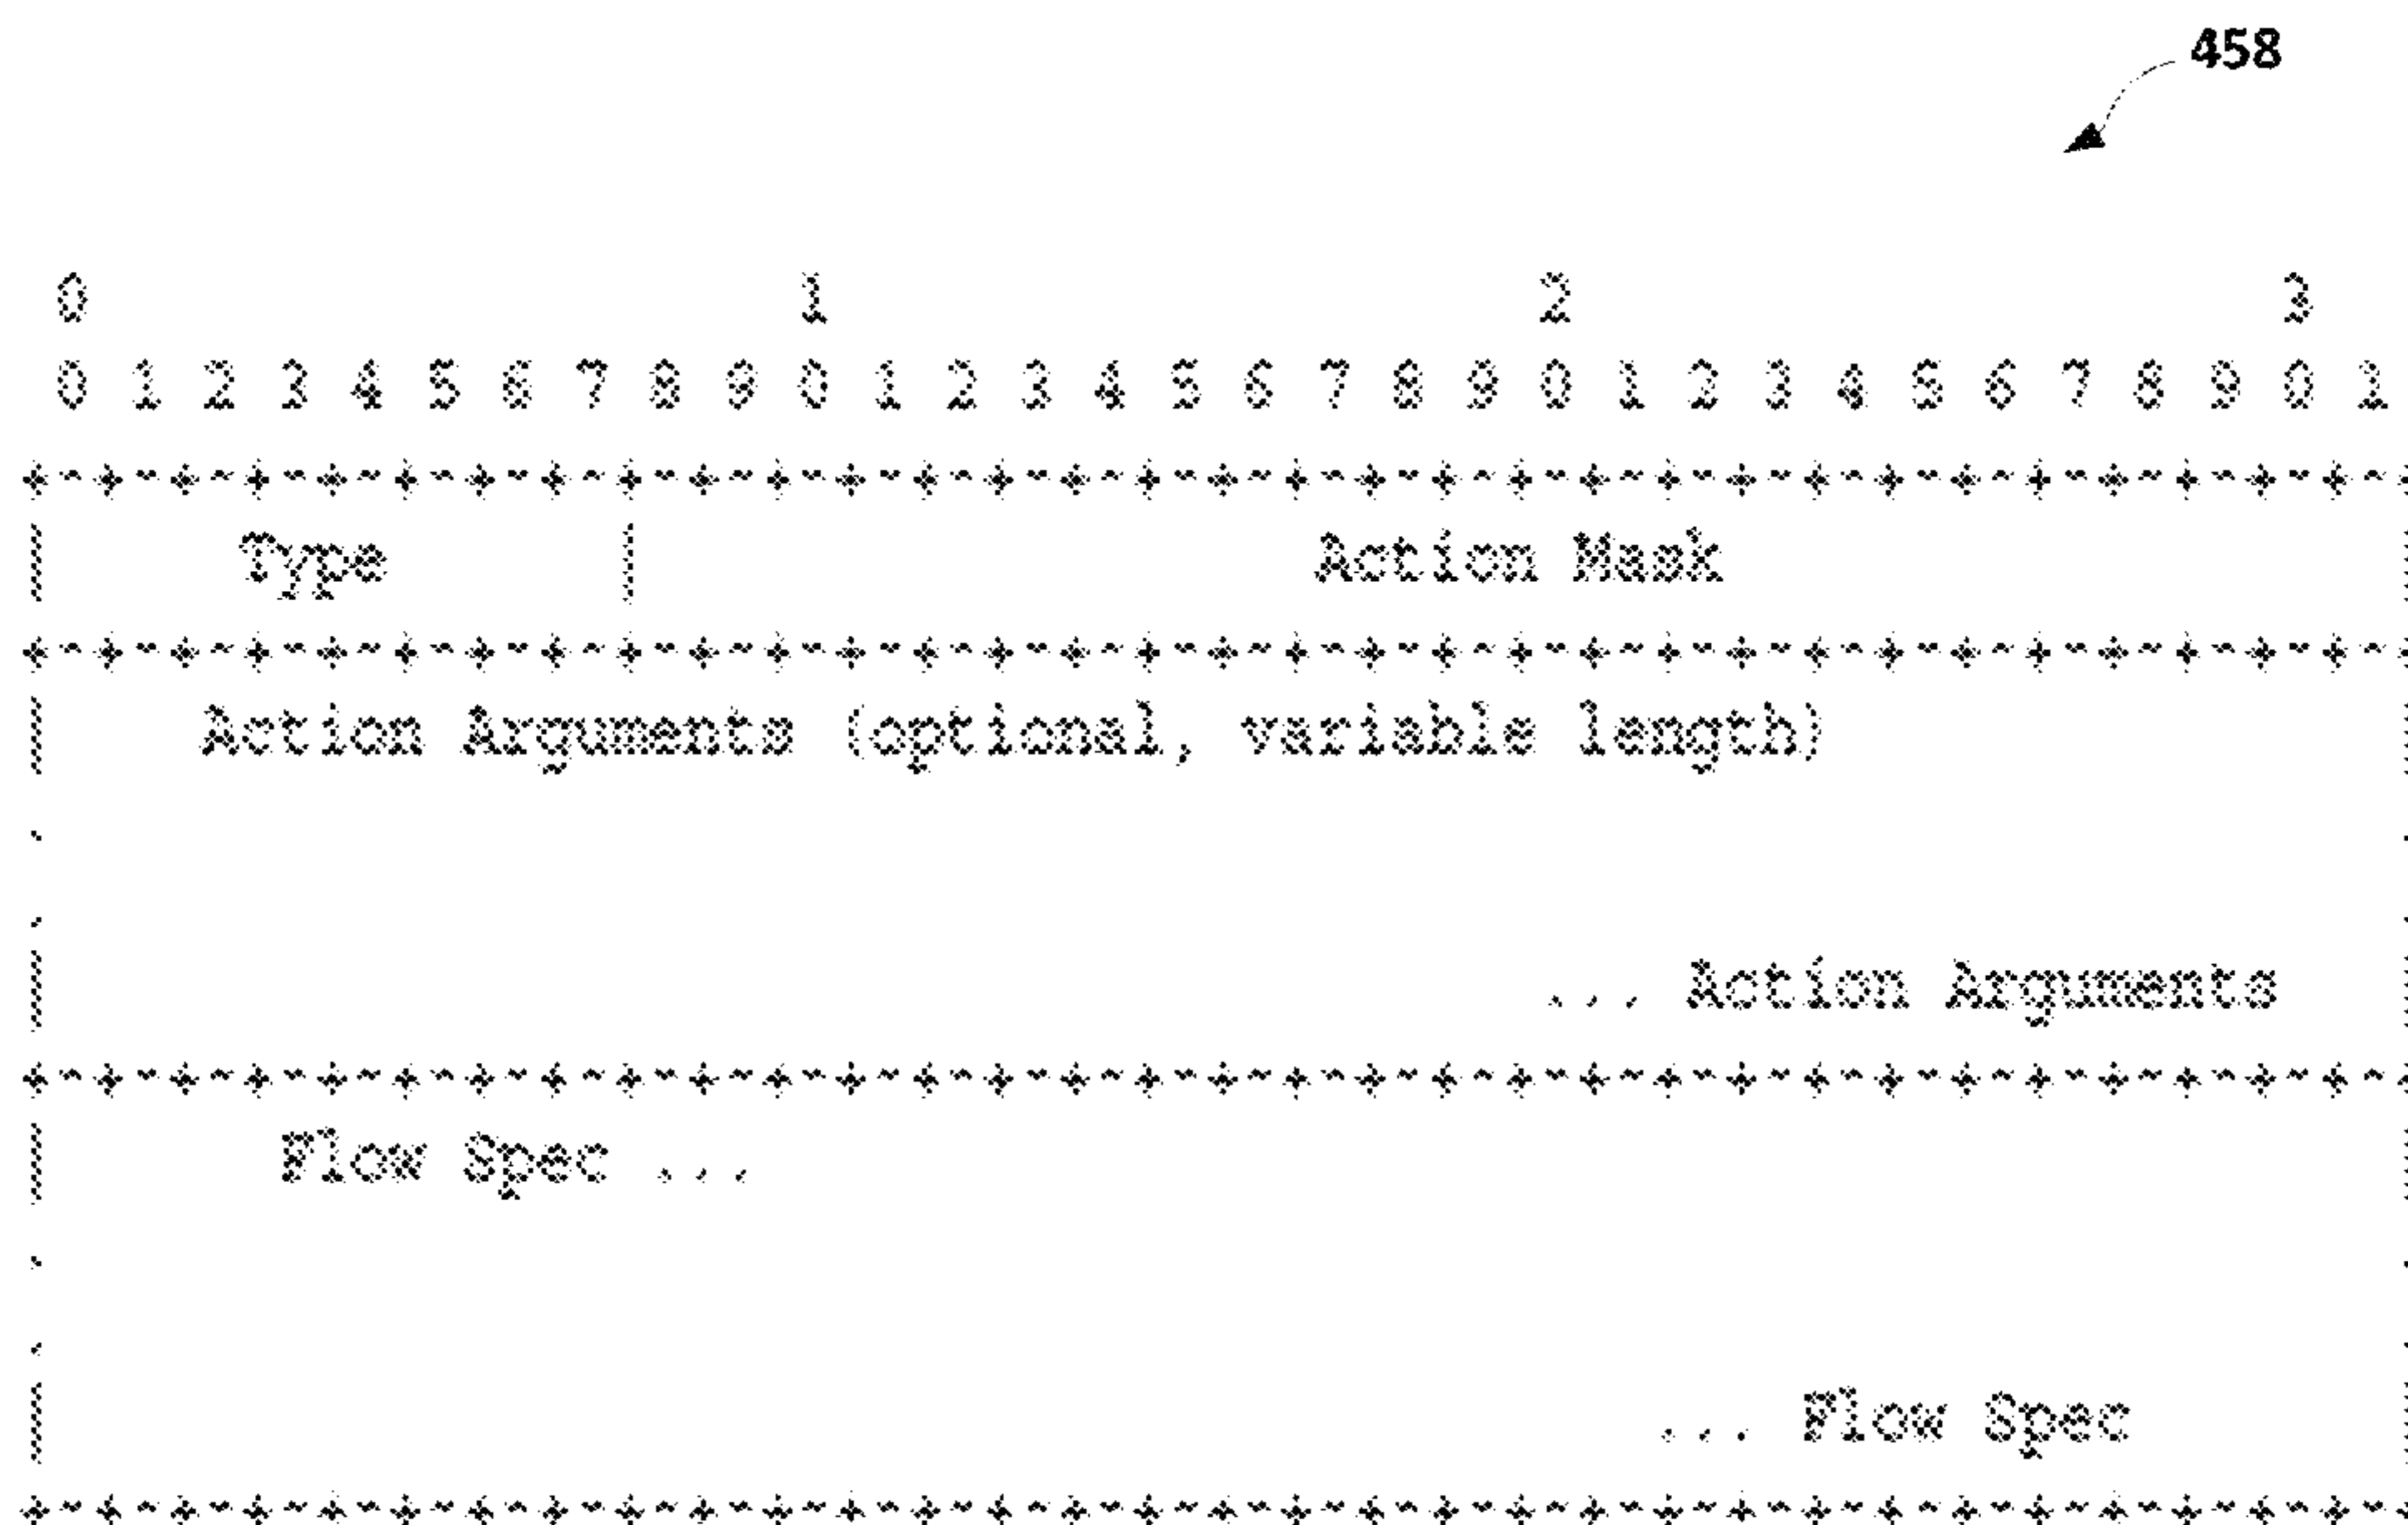 458
0 1 2 3
0 1 2 3 4 5 6 7 8 9 0 1 2 3 4 5 6 7 8 9 0 1 2 3 4 5 6 7 8 9 0 1
+-+-+-+-+-+-+-+-+-+-+-+-+-+-+-+-+-+-+-+-+-+-+-+-+-+-+-+-+-+-+-+-+
| Type | Action Mask |
+-+-+-+-+-+-+-+-+-+-+-+-+-+-+-+-+-+-+-+-+-+-+-+-+-+-+-+-+-+-+-+-+
| Action Arguments (optional, variable length) |
. .
. .
| ... Action Arguments |
+-+-+-+-+-+-+-+-+-+-+-+-+-+-+-+-+-+-+-+-+-+-+-+-+-+-+-+-+-+-+-+-+
| Flow Spec ... |
. .
. .
| ... Flow Spec |
+-+-+-+-+-+-+-+-+-+-+-+-+-+-+-+-+-+-+-+-+-+-+-+-+-+-+-+-+-+-+-+-+